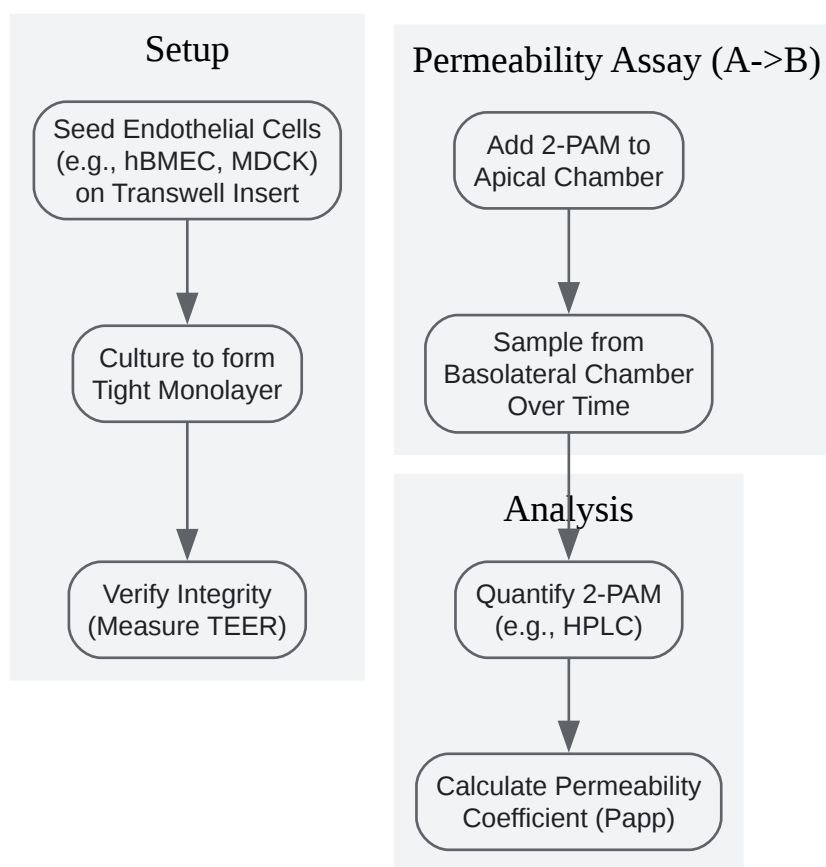 Setup
Seed Endothelial Cells
(e.g., hBMEC, MDCK)
on Transwell Insert
Culture to form
Tight Monolayer
Verify Integrity
(Measure TEER)
Permeability Assay (A->B)
Add 2-PAM to
Apical Chamber
Sample from
Basolateral Chamber
Over Time
Analysis
Quantify 2-PAM
(e.g., HPLC)
Calculate Permeability
Coefficient (Papp)